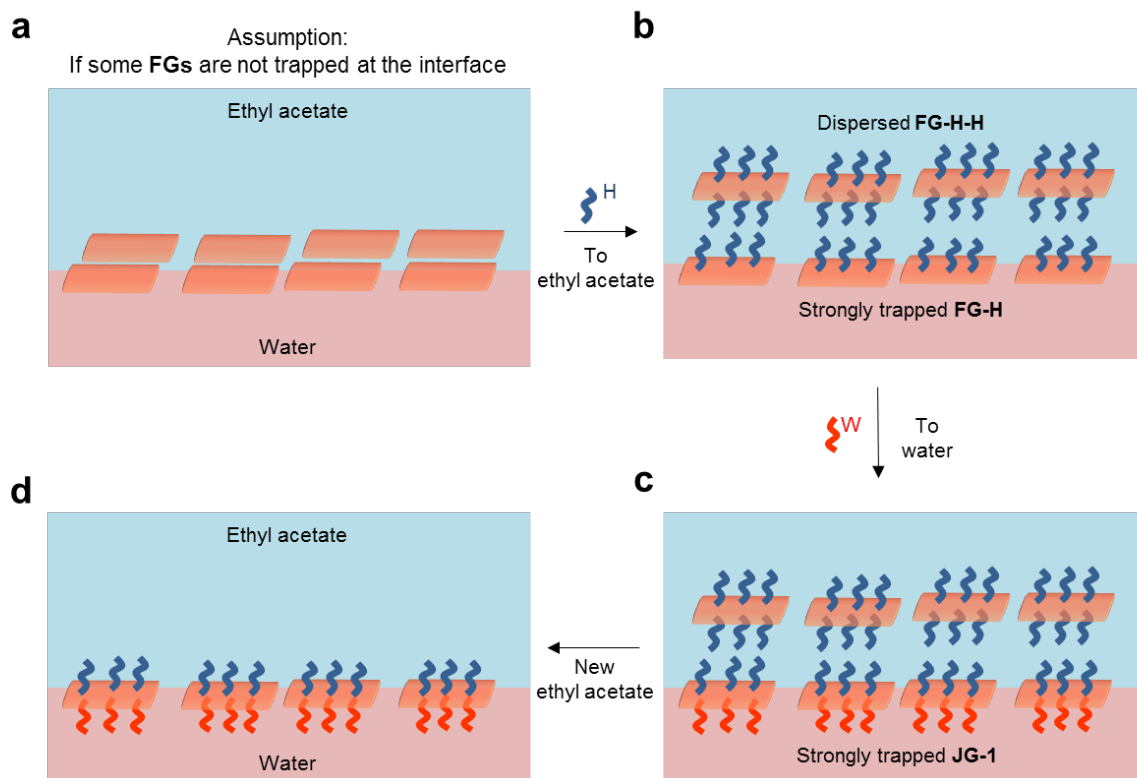 a
Assumption:
If some FGs are not trapped at the interface
Ethyl acetate
Water
H
To
ethyl acetate
b
Dispersed FG-H-H
Strongly trapped FG-H
W
To
water
c
Strongly trapped JG-1
New
ethyl acetate
d
Ethyl acetate
Water